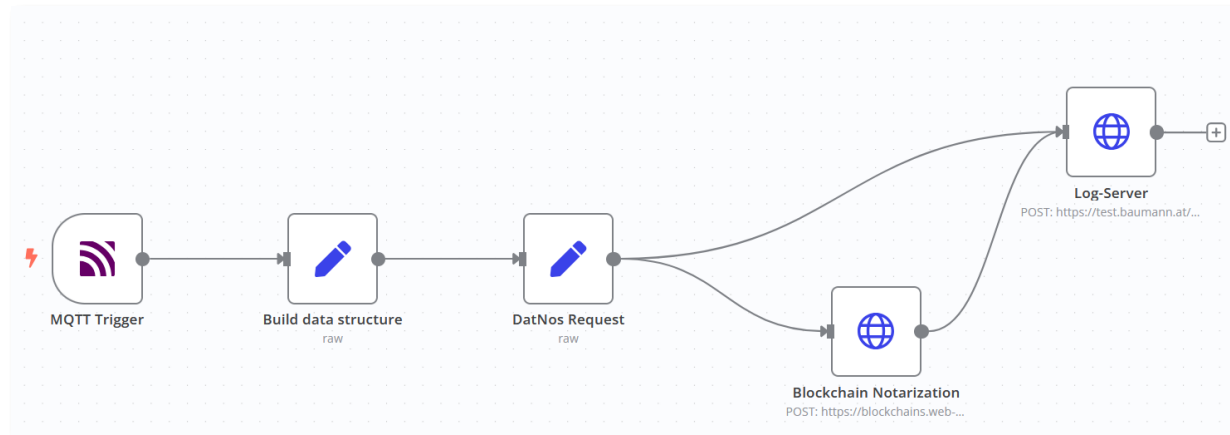 Log-Server
POST: https://test.baumann.at/...
MQTT Trigger
Build data structure
raw
DatNos Request
raw
Blockchain Notarization
POST: https://blockchains.web-...